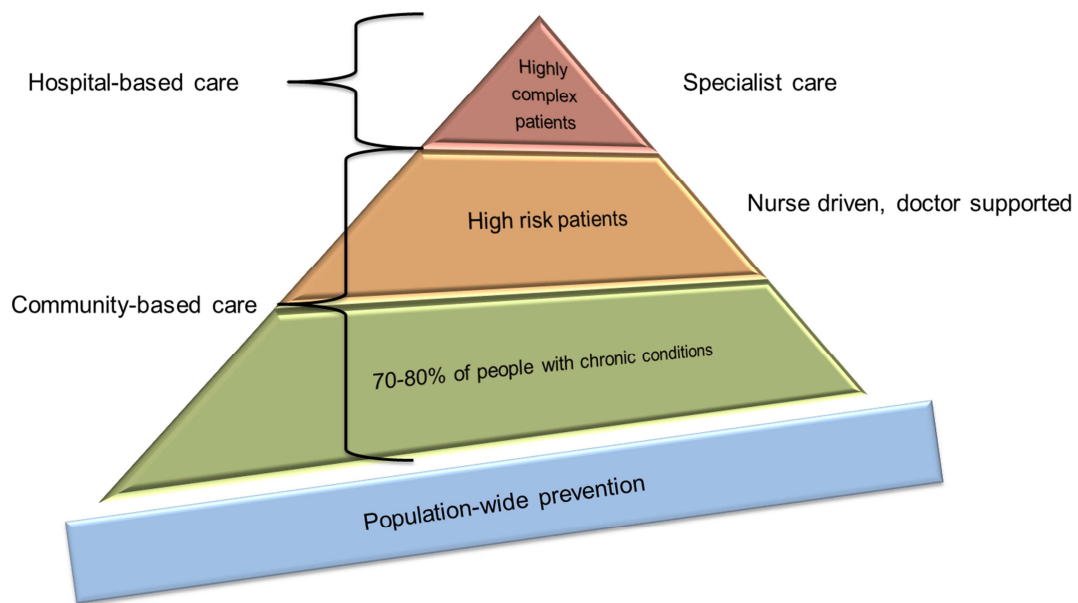 Highly
complex
patients
Hospital-based care
Specialist care
High risk patients
Nurse driven, doctor supported
Community-based care
70-80% of people with chronic conditions
Population-wide prevention